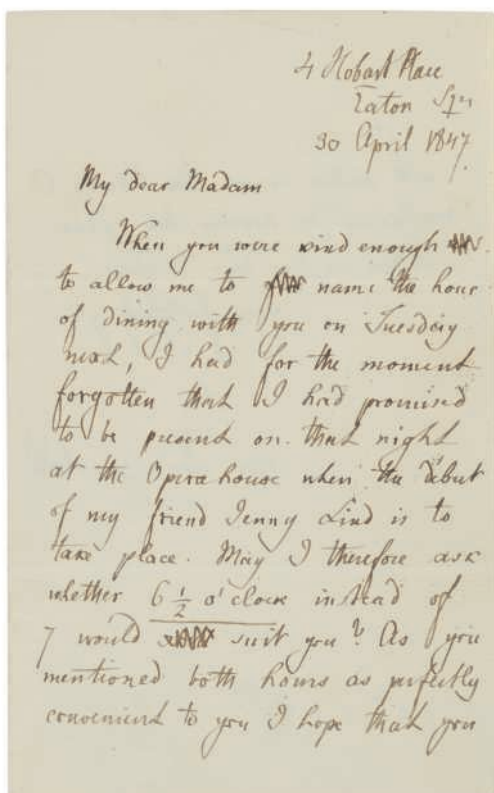 4 Hobart Place
Eaton Sqr
30 April 1847.
My dear Madam
When you were kind enough
to allow me to name the hour
of dining with you on Tuesday
next, I had for the moment
forgotten that I had promised
to be present on that night
at the Opera house when the début
of my friend Jenny Lind is to
take place. May I therefore ask
whether 6 1/2 o'clock instead of
7 would suit you? As you
mentioned both hours as perfectly
convenient to you I hope that you